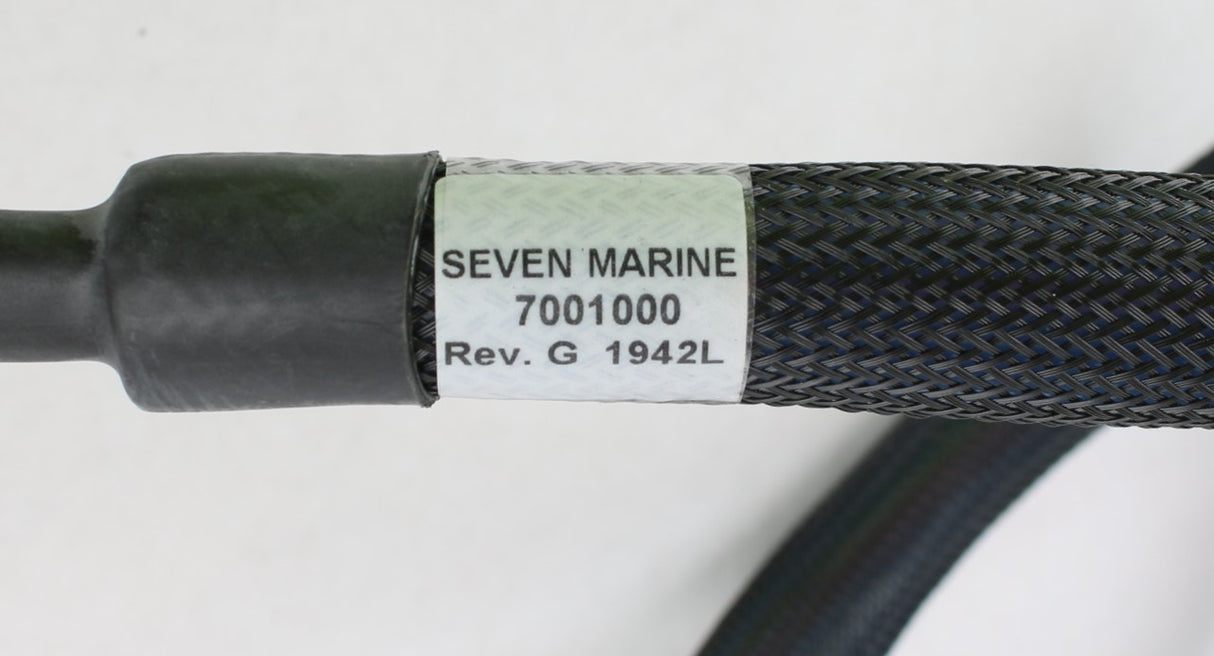 SEVEN MARINE
7001000
Rev. G 1942L